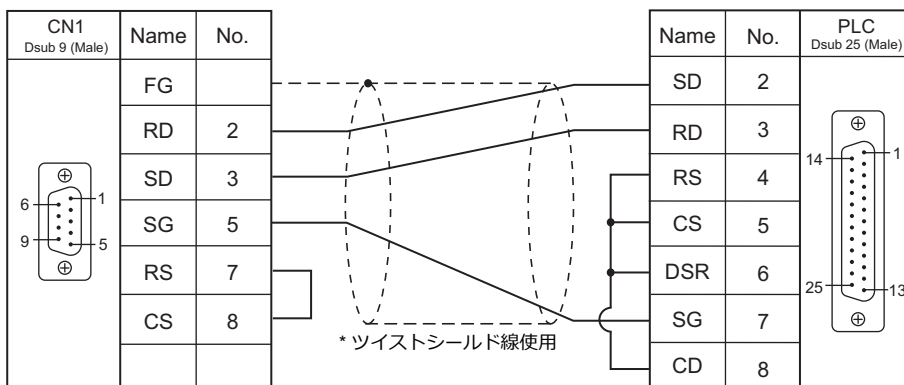 CN1
Dsub 9 (Male)
Name No.
FG
RD 2
SD 3
SG 5
RS 7
CS 8
1
6
9
5
* ツイストシールド線使用
Name No.
PLC
Dsub 25 (Male)
SD 2
RD 3
RS 4
CS 5
DSR 6
SG 7
CD 8
14
1
25
13